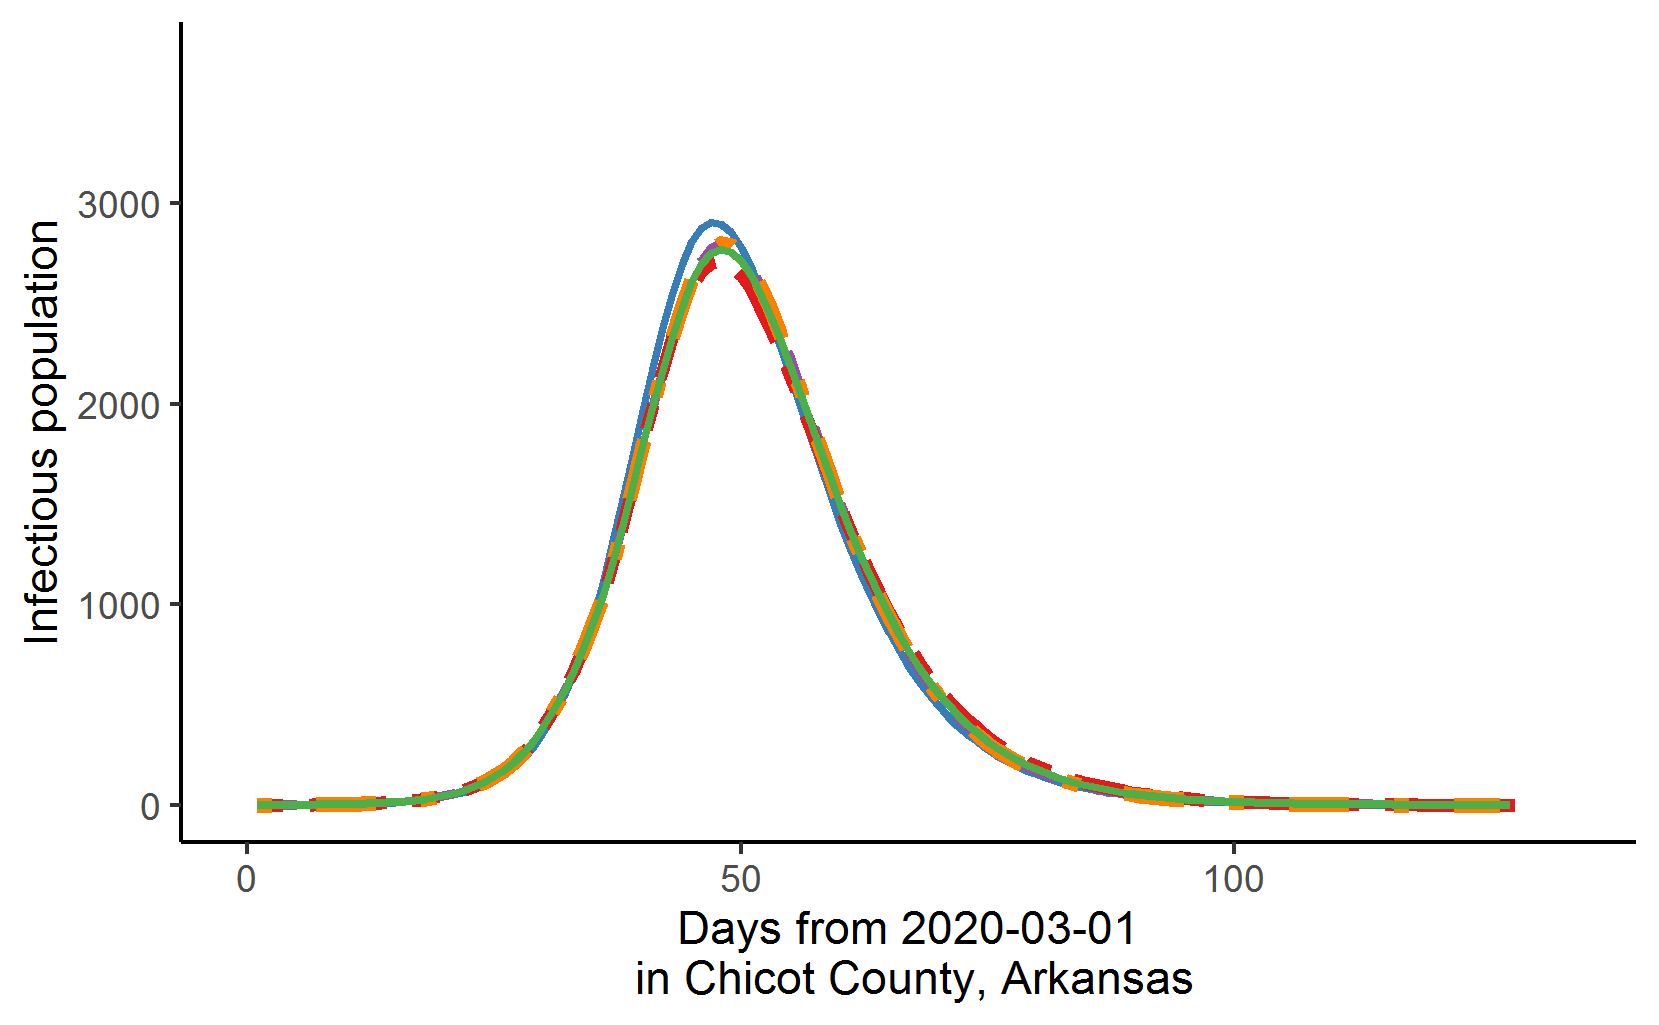 Infectious population
3000
2000
1000
0
0 50 100
Days from 2020-03-01
in Chicot County, Arkansas